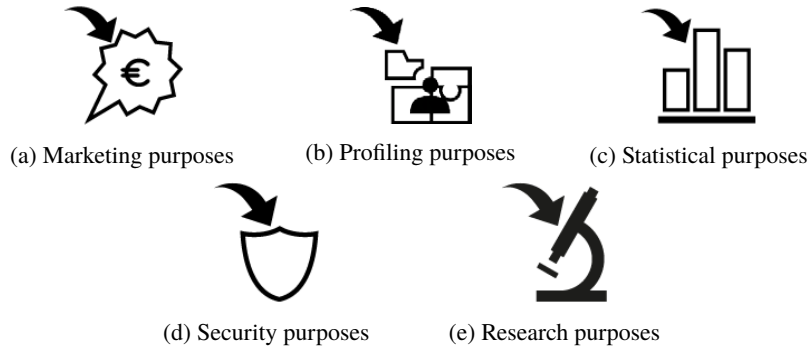 €
(a) Marketing purposes
(b) Profiling purposes
(c) Statistical purposes
(d) Security purposes
(e) Research purposes